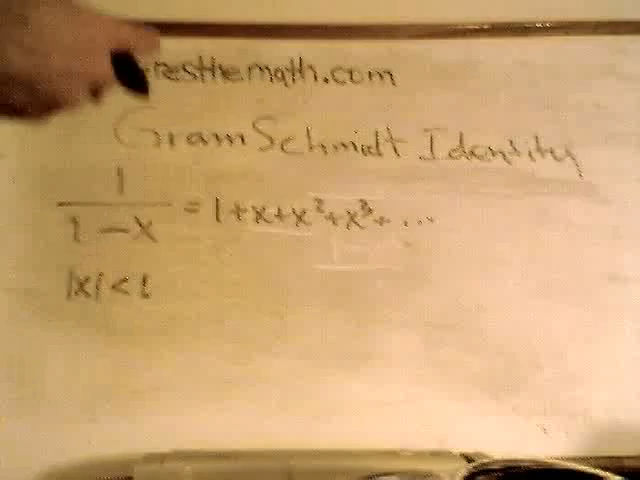 resthemath.com
Gram Schmidt Identity
1
1 - x
= 1 + x + x² + x³ + ...
|x| < 1